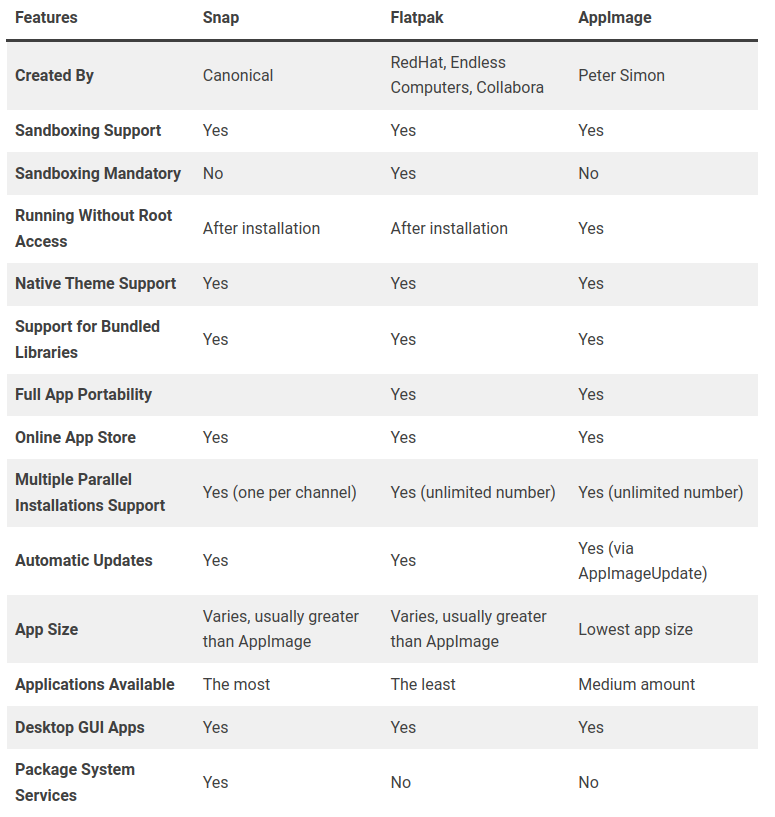 Features Snap Flatpak AppImage
Created By Canonical RedHat, Endless Computers, Collabora Peter Simon
Sandboxing Support Yes Yes Yes
Sandboxing Mandatory No Yes No
Running Without Root Access After installation After installation Yes
Native Theme Support Yes Yes Yes
Support for Bundled Libraries Yes Yes Yes
Full App Portability Yes Yes
Online App Store Yes Yes Yes
Multiple Parallel Installations Support Yes (one per channel) Yes (unlimited number) Yes (unlimited number)
Automatic Updates Yes Yes Yes (via AppImageUpdate)
App Size Varies, usually greater than AppImage Varies, usually greater than AppImage Lowest app size
Applications Available The most The least Medium amount
Desktop GUI Apps Yes Yes Yes
Package System Services Yes No No